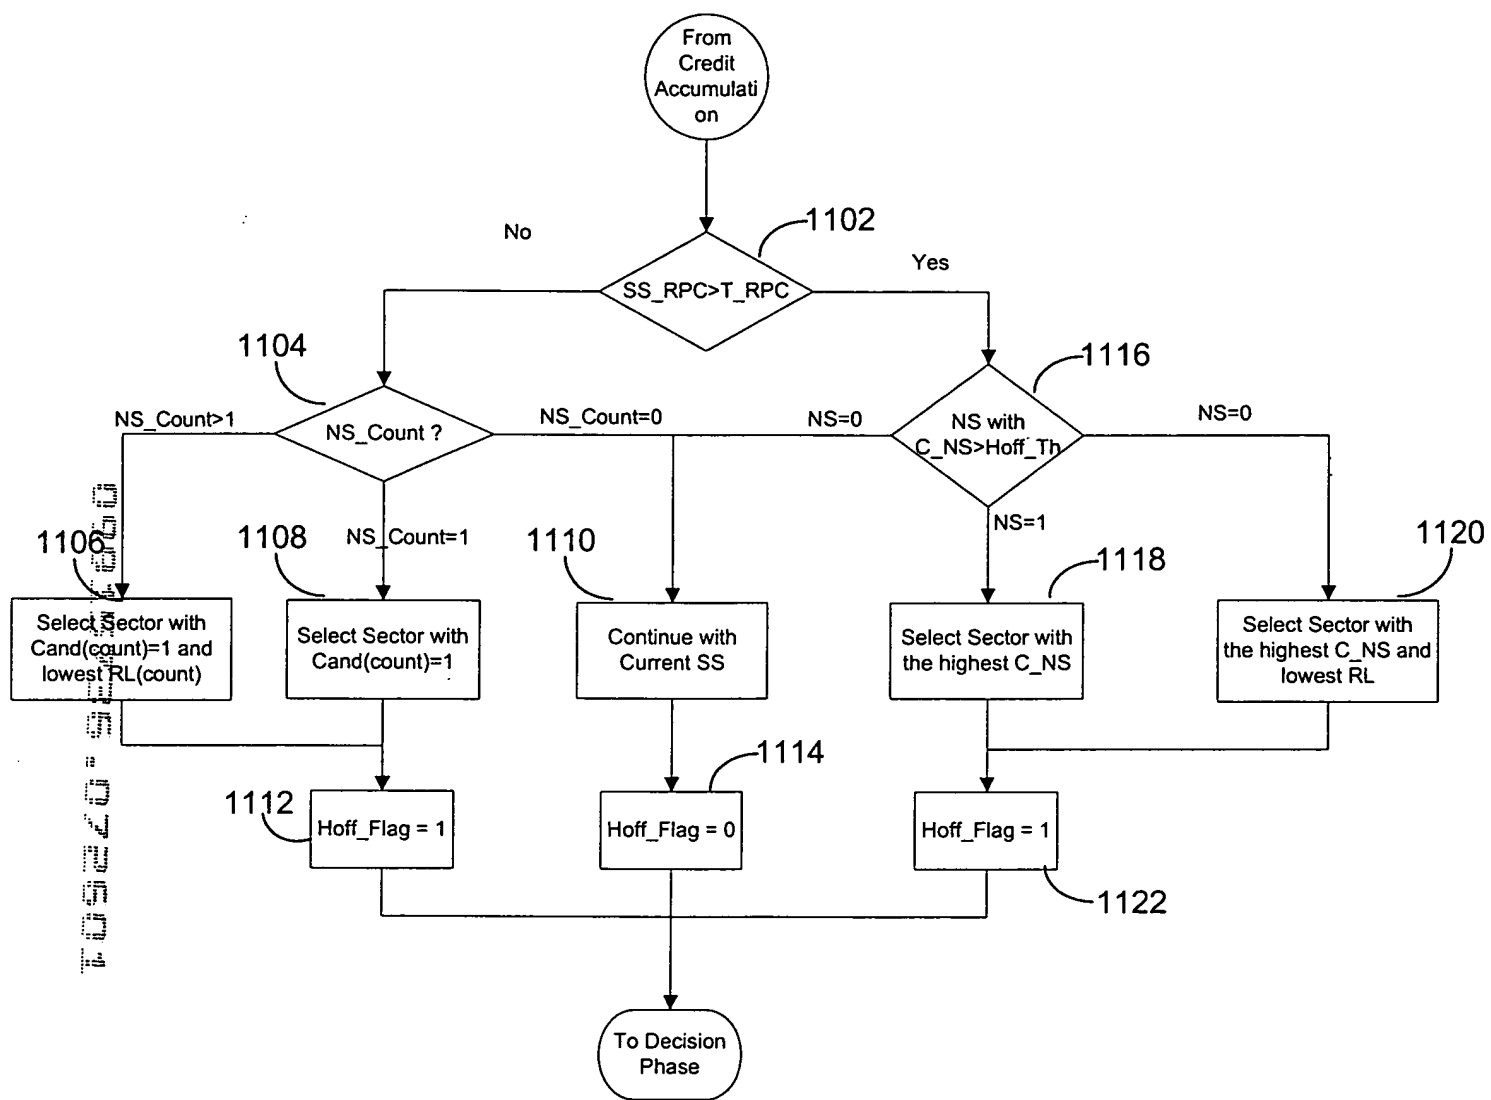 From
Credit
Accumulati
on
1102
No
Yes
SS_RPC>T_RPC
1104
1116
NS_Count>1
NS_Count ?
NS_Count=0
NS=0
NS with
C_NS>Hoff_Th
NS=0
NS_Count=1
NS=1
1106
1108
1110
1118
1120
Select Sector with
Cand(count)=1 and
lowest RL(count)
Select Sector with
Cand(count)=1
Continue with
Current SS
Select Sector with
the highest C_NS
Select Sector with
the highest C_NS and
lowest RL
1112
1114
Hoff_Flag = 1
Hoff_Flag = 0
Hoff_Flag = 1
1122
To Decision
Phase